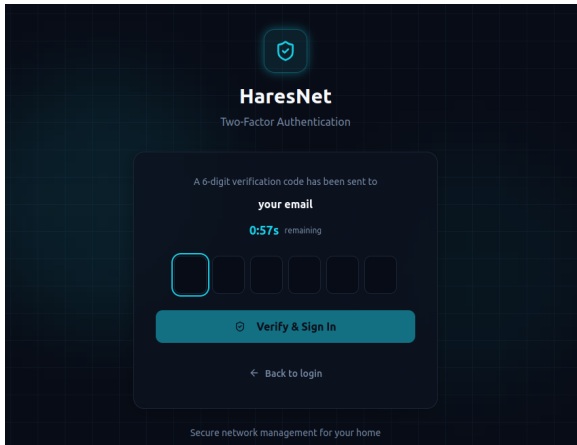 HaresNet
Two-Factor Authentication
A 6-digit verification code has been sent to
your email
0:57s remaining
Verify & Sign In
← Back to login
Secure network management for your home